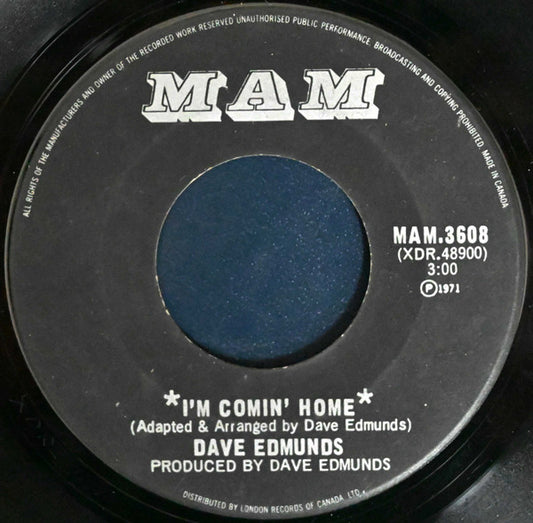 ALL RIGHTS OF THE MANUFACTURERS AND OWNER OF THE RECORDED WORK RESERVED UNAUTHORISED PUBLIC PERFORMANCE, BROADCASTING AND COPYING PROHIBITED. MADE IN CANADA
MAM
MAM.3608
(XDR.48900)
3:00
Ⓟ1971
*I'M COMIN' HOME*
(Adapted & Arranged by Dave Edmunds)
DAVE EDMUNDS
PRODUCED BY DAVE EDMUNDS
DISTRIBUTED BY LONDON RECORDS OF CANADA LTD.